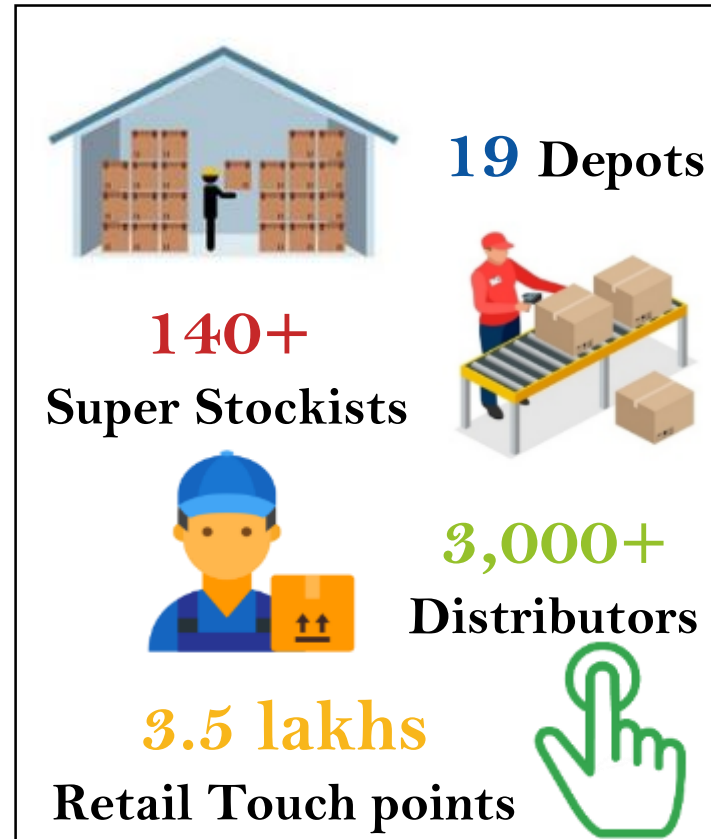 19 Depots
140+
Super Stockists
3,000+
Distributors
3.5 lakhs
Retail Touch points